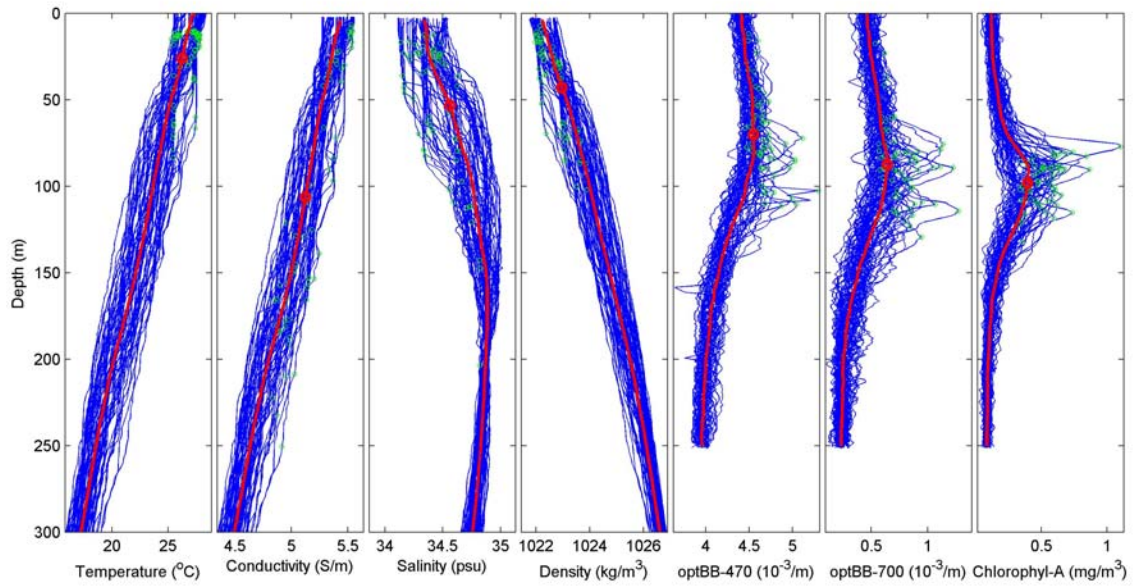 0
50
100
150
200
250
300
Depth (m)
20 25
4.5 5 5.5
34 34.5 35
1022 1024 1026
4 4.5 5
0.5 1
0.5 1
Temperature (°C)
Conductivity (S/m)
Salinity (psu)
Density (kg/m³)
optBB-470 (10⁻³/m)
optBB-700 (10⁻³/m)
Chlorophyl-A (mg/m³)